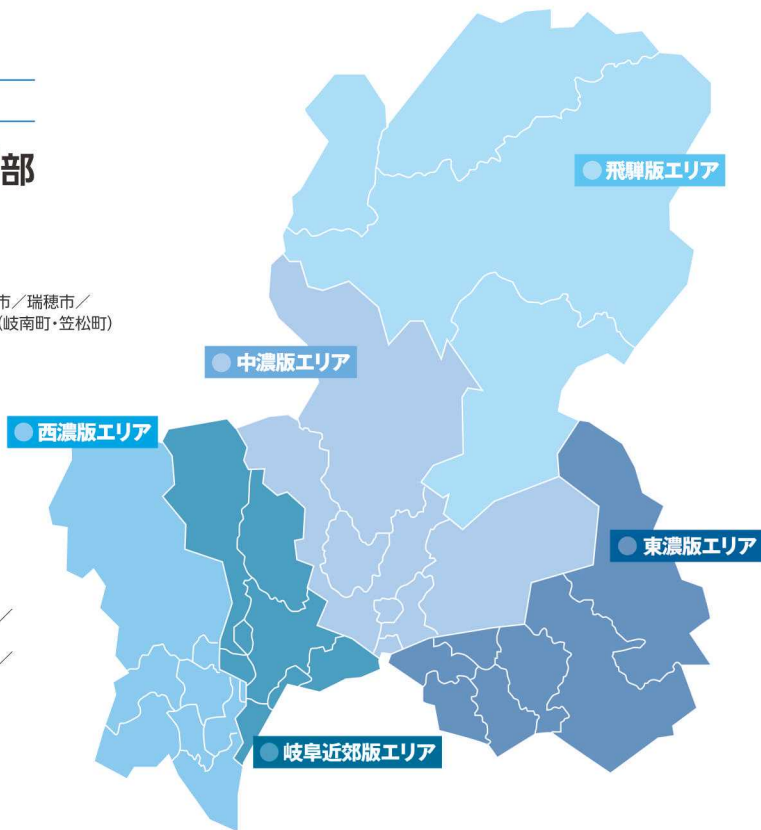 部
飛騨版エリア
市／瑞穂市／
(岐南町・笠松町)
中濃版エリア
西濃版エリア
東濃版エリア
／
／
岐阜近郊版エリア